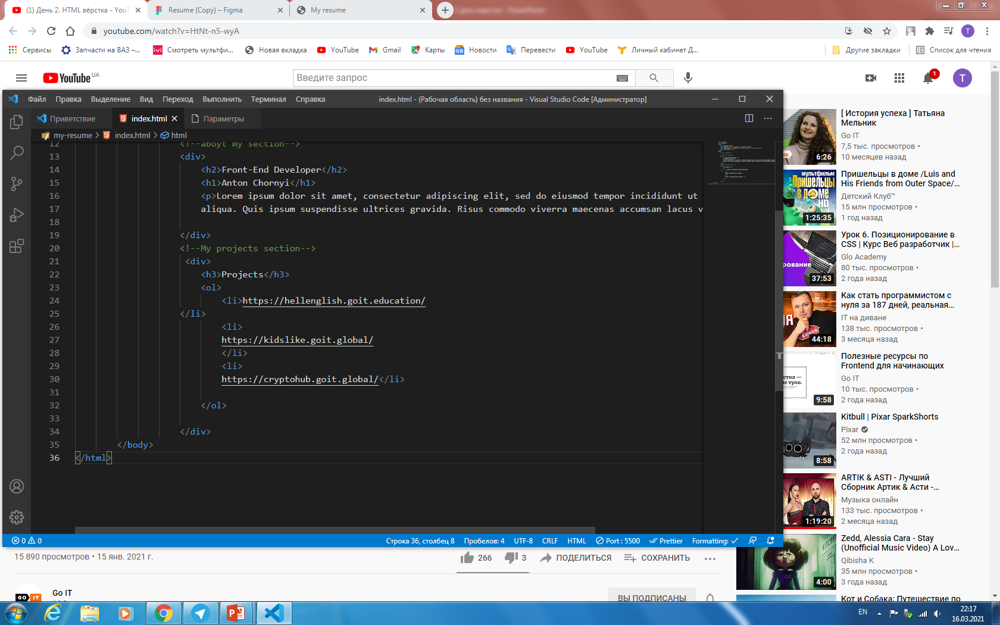 (1) День 2. HTML вёрстка - YouT
Resume (Copy) – Figma
My resume
youtube.com/watch?v=HtNt-n5-wyA
T
Сервисы
Запчасти на ВАЗ –...
ivi
Смотреть мультфи...
Новая вкладка
YouTube
Gmail
Карты
Новости
Перевести
YouTube
Личный кабинет Д...
Другие закладки
Список для чтения
YouTube UA
Введите запрос
1
T
Файл Правка Выделение Вид Переход Выполнить Терминал Справка
index.html - (Рабочая область) без названия - Visual Studio Code [Администратор]
Приветствие
index.html
Параметры
my-resume > index.html > html
12 <!--aboyt my section-->
13 <div>
14 <h2>Front-End Developer</h2>
15 <h1>Anton Chornyi</h1>
16 <p>Lorem ipsum dolor sit amet, consectetur adipiscing elit, sed do eiusmod tempor incididunt ut
17 aliqua. Quis ipsum suspendisse ultrices gravida. Risus commodo viverra maecenas accumsan lacus v
18
19 </div>
20 <!--My projects section-->
21 <div>
22 <h3>Projects</h3>
23 <ol>
24 <li>https://hellenglish.goit.education/
25 </li>
26 <li>
27 https://kidslike.goit.global/
28 </li>
29 <li>
30 https://cryptohub.goit.global/</li>
31
32 </ol>
33
34 </div>
35 </body>
36 </html>
0 0
Строка 36, столбец 8
Пробелов: 4
UTF-8
CRLF
HTML
Port : 5500
Prettier
Formatting:
[ История успеха ] Татьяна
Мельник
Go IT
7,5 тыс. просмотров •
10 месяцев назад
6:26
Пришельцы в доме /Luis and
His Friends from Outer Space/...
Детский Клуб™
15 млн просмотров •
1 год назад
мультфильм
Пришельцы
в доме
HD
1:25:35
Урок 6. Позиционирование в
CSS | Курс Веб разработчик |...
Glo Academy
80 тыс. просмотров •
2 года назад
рование
37:53
Как стать программистом с
нуля за 187 дней, реальная...
IT на диване
138 тыс. просмотров •
3 месяца назад
Levi's
44:18
Полезные ресурсы по
Frontend для начинающих
Go IT
10 тыс. просмотров •
2 года назад
стка —
е тупо.
9:58
Kitbull | Pixar SparkShorts
Pixar
52 млн просмотров •
2 года назад
8:58
ARTIK & ASTI - Лучший
Сборник Артик & Асти -...
Музыка онлайн
133 тыс. просмотров •
2 месяца назад
1:19:20
Zedd, Alessia Cara - Stay
(Unofficial Music Video) A Lov...
Qibisha K
35 млн просмотров •
3 года назад
4:00
Кот и Собака: Путешествие по
15 890 просмотров • 15 янв. 2021 г.
266
3
ПОДЕЛИТЬСЯ
СОХРАНИТЬ
GO IT
Go IT
ВЫ ПОДПИСАНЫ
EN
22:17
16.03.2021